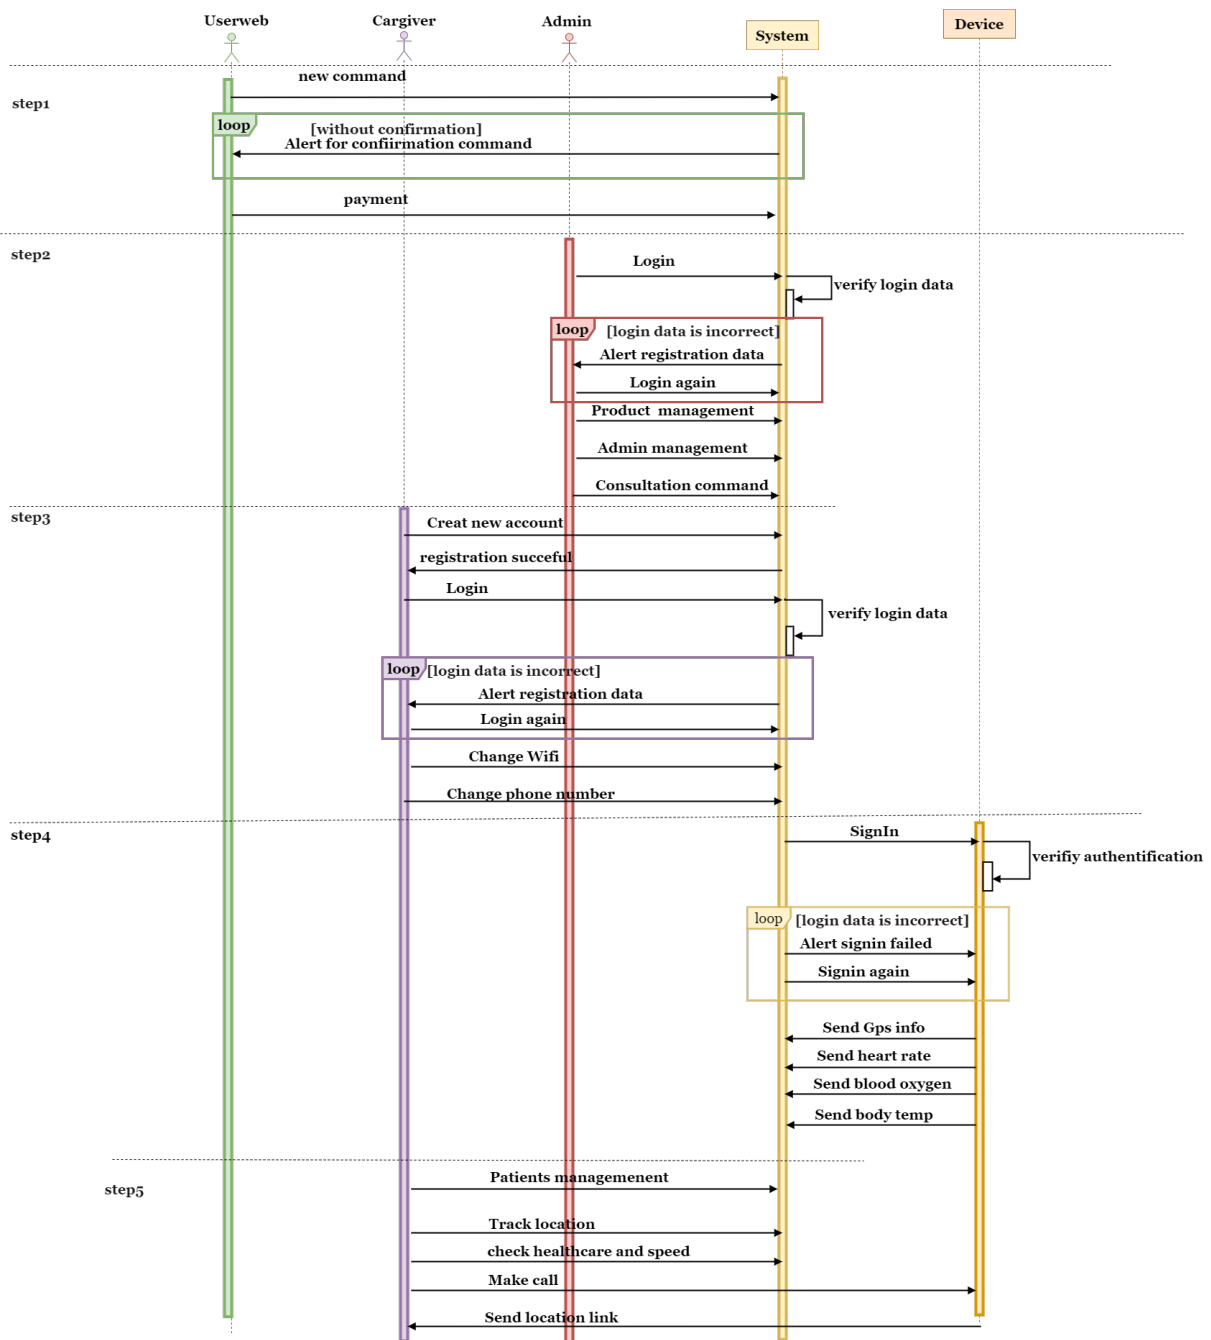 Userweb
Cargiver
Admin
System
Device
new command
step1
loop
[without confirmation]
Alert for confiirmation command
payment
step2
Login
verify login data
loop
[login data is incorrect]
Alert registration data
Login again
Product management
Admin management
Consultation command
step3
Creat new account
registration succeful
Login
verify login data
loop
[login data is incorrect]
Alert registration data
Login again
Change Wifi
Change phone number
step4
SignIn
verifiy authentification
loop
[login data is incorrect]
Alert signin failed
Signin again
Send Gps info
Send heart rate
Send blood oxygen
Send body temp
step5
Patients managemenent
Track location
check healthcare and speed
Make call
Send location link